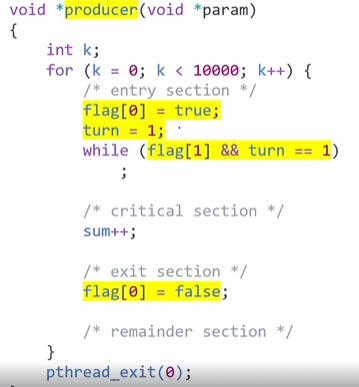 void *producer(void *param)
{
int k;
for (k = 0; k < 10000; k++) {
/* entry section */
flag[0] = true;
turn = 1;
while (flag[1] && turn == 1)
;
/* critical section */
sum++;
/* exit section */
flag[0] = false;
/* remainder section */
}
pthread_exit(0);